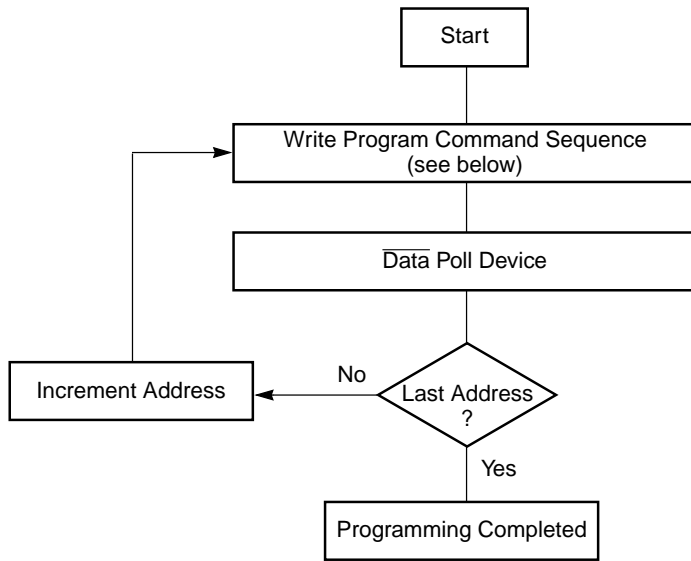 Start
Write Program Command Sequence
(see below)
Data Poll Device
No
Increment Address
Last Address
?
Yes
Programming Completed